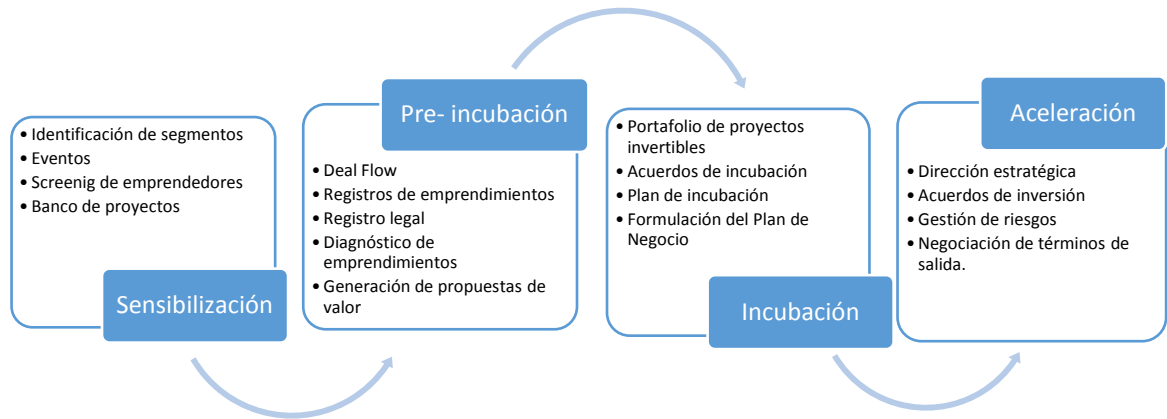 • Identificación de segmentos
• Eventos
• Screenig de emprendedores
• Banco de proyectos
Sensibilización
Pre- incubación
• Deal Flow
• Registros de emprendimientos
• Registro legal
• Diagnóstico de
emprendimientos
• Generación de propuestas de
valor
• Portafolio de proyectos
invertibles
• Acuerdos de incubación
• Plan de incubación
• Formulación del Plan de
Negocio
Incubación
Aceleración
• Dirección estratégica
• Acuerdos de inversión
• Gestión de riesgos
• Negociación de términos de
salida.